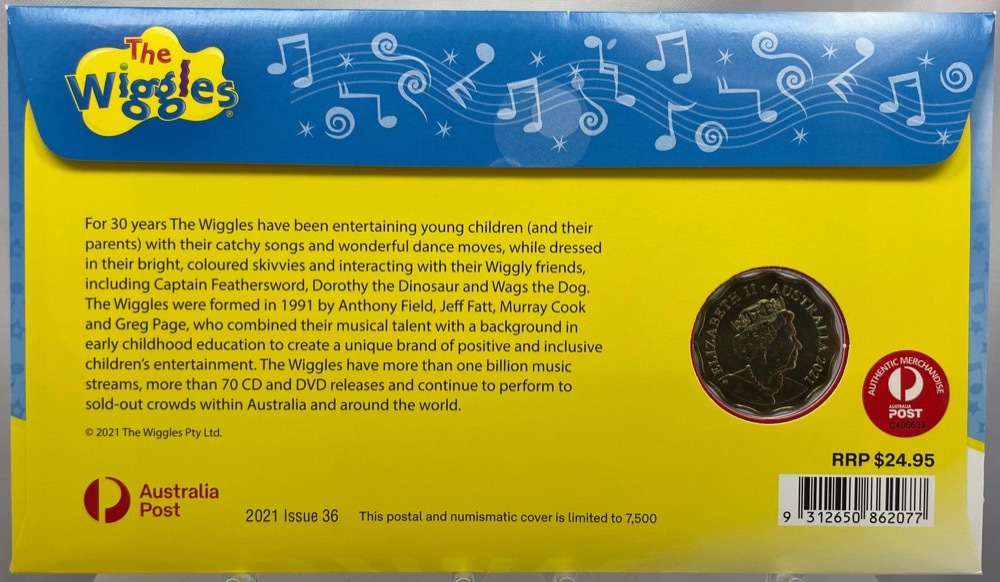 The
Wiggles®
For 30 years The Wiggles have been entertaining young children (and their
parents) with their catchy songs and wonderful dance moves, while dressed
in their bright, coloured skivvies and interacting with their Wiggly friends,
including Captain Feathersword, Dorothy the Dinosaur and Wags the Dog.
The Wiggles were formed in 1991 by Anthony Field, Jeff Fatt, Murray Cook
and Greg Page, who combined their musical talent with a background in
early childhood education to create a unique brand of positive and inclusive
children's entertainment. The Wiggles have more than one billion music
streams, more than 70 CD and DVD releases and continue to perform to
sold-out crowds within Australia and around the world.
© 2021 The Wiggles Pty Ltd.
ELIZABETH II • AUSTRALIA 2021
AUTHENTIC MERCHANDISE
AUSTRALIA
POST
C406639
RRP $24.95
9 312650 862077
Australia
Post
2021 Issue 36
This postal and numismatic cover is limited to 7,500